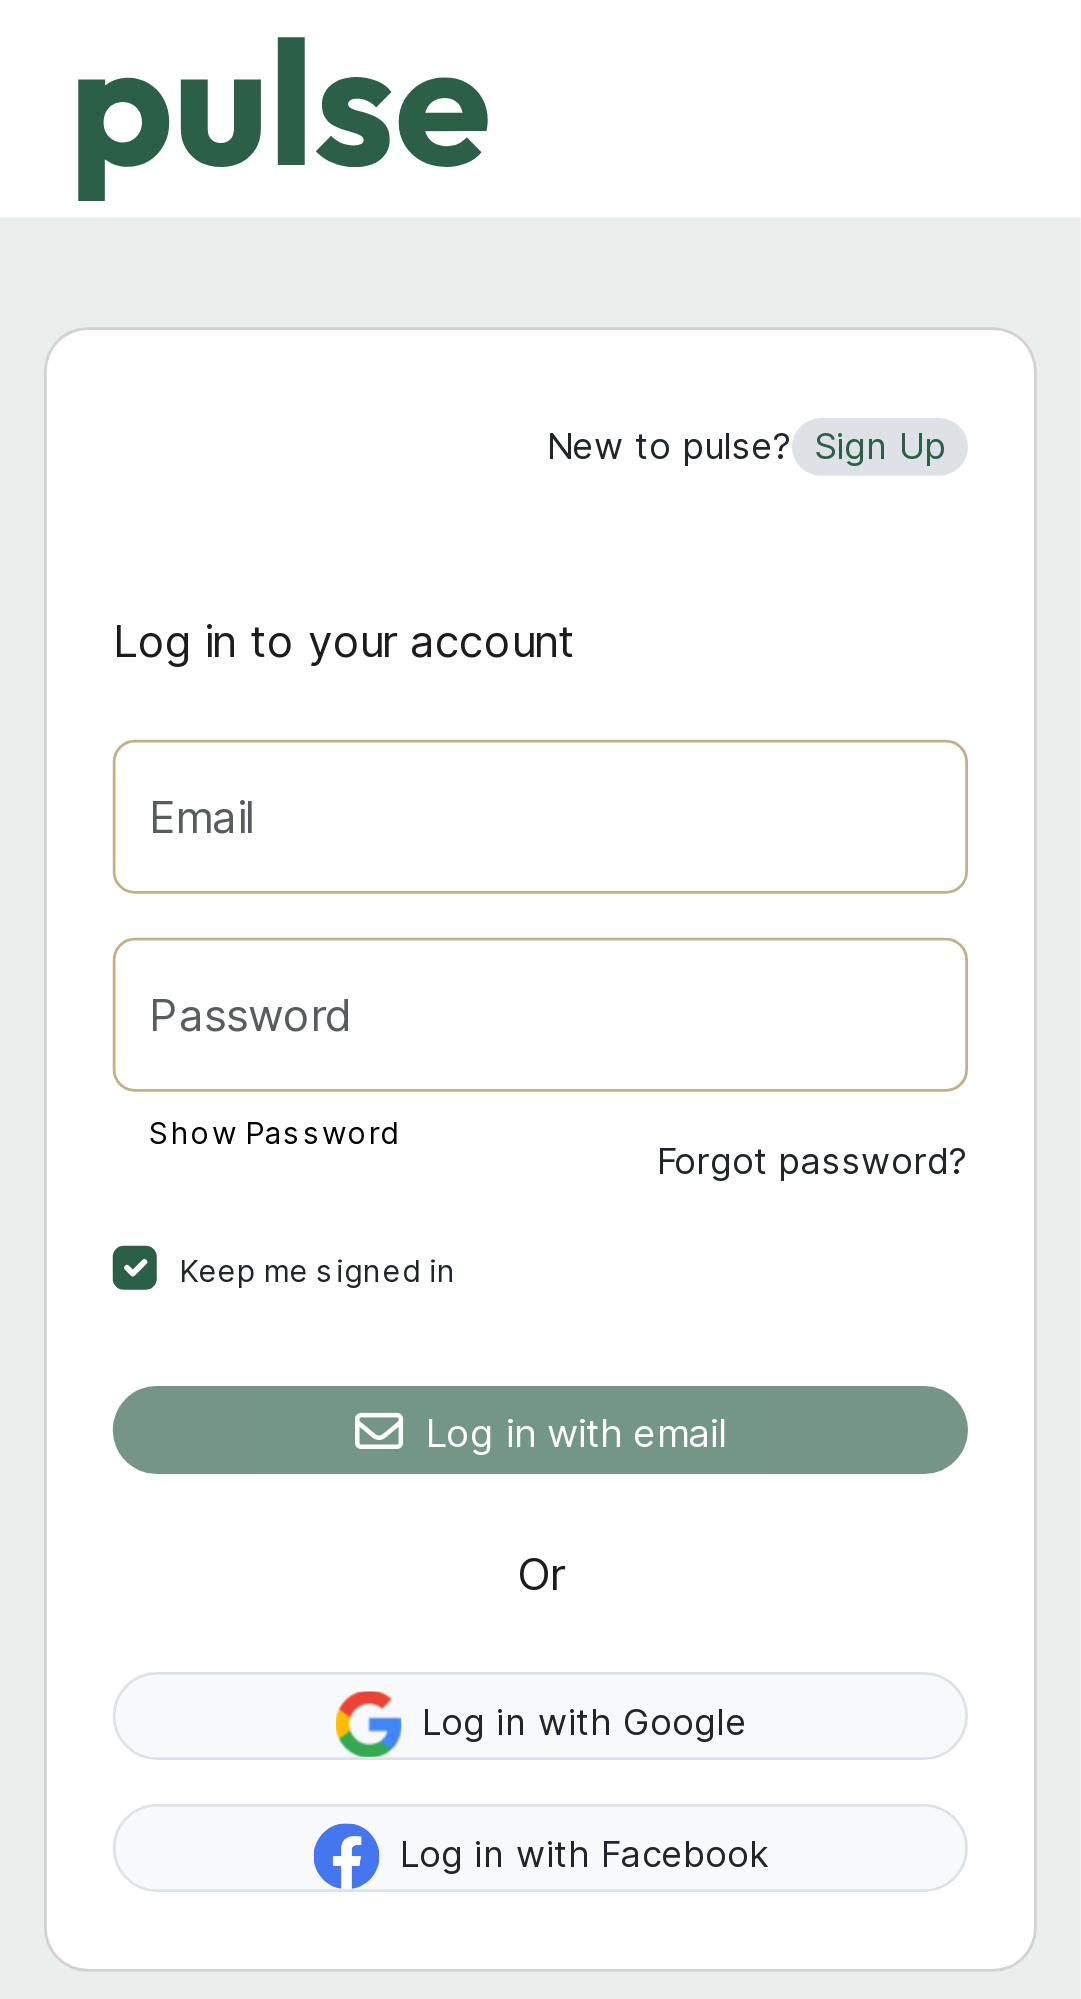 pulse
New to pulse? Sign Up
Log in to your account
Email
Password
Show Password
Forgot password?
Keep me signed in
Log in with email
Or
Log in with Google
Log in with Facebook